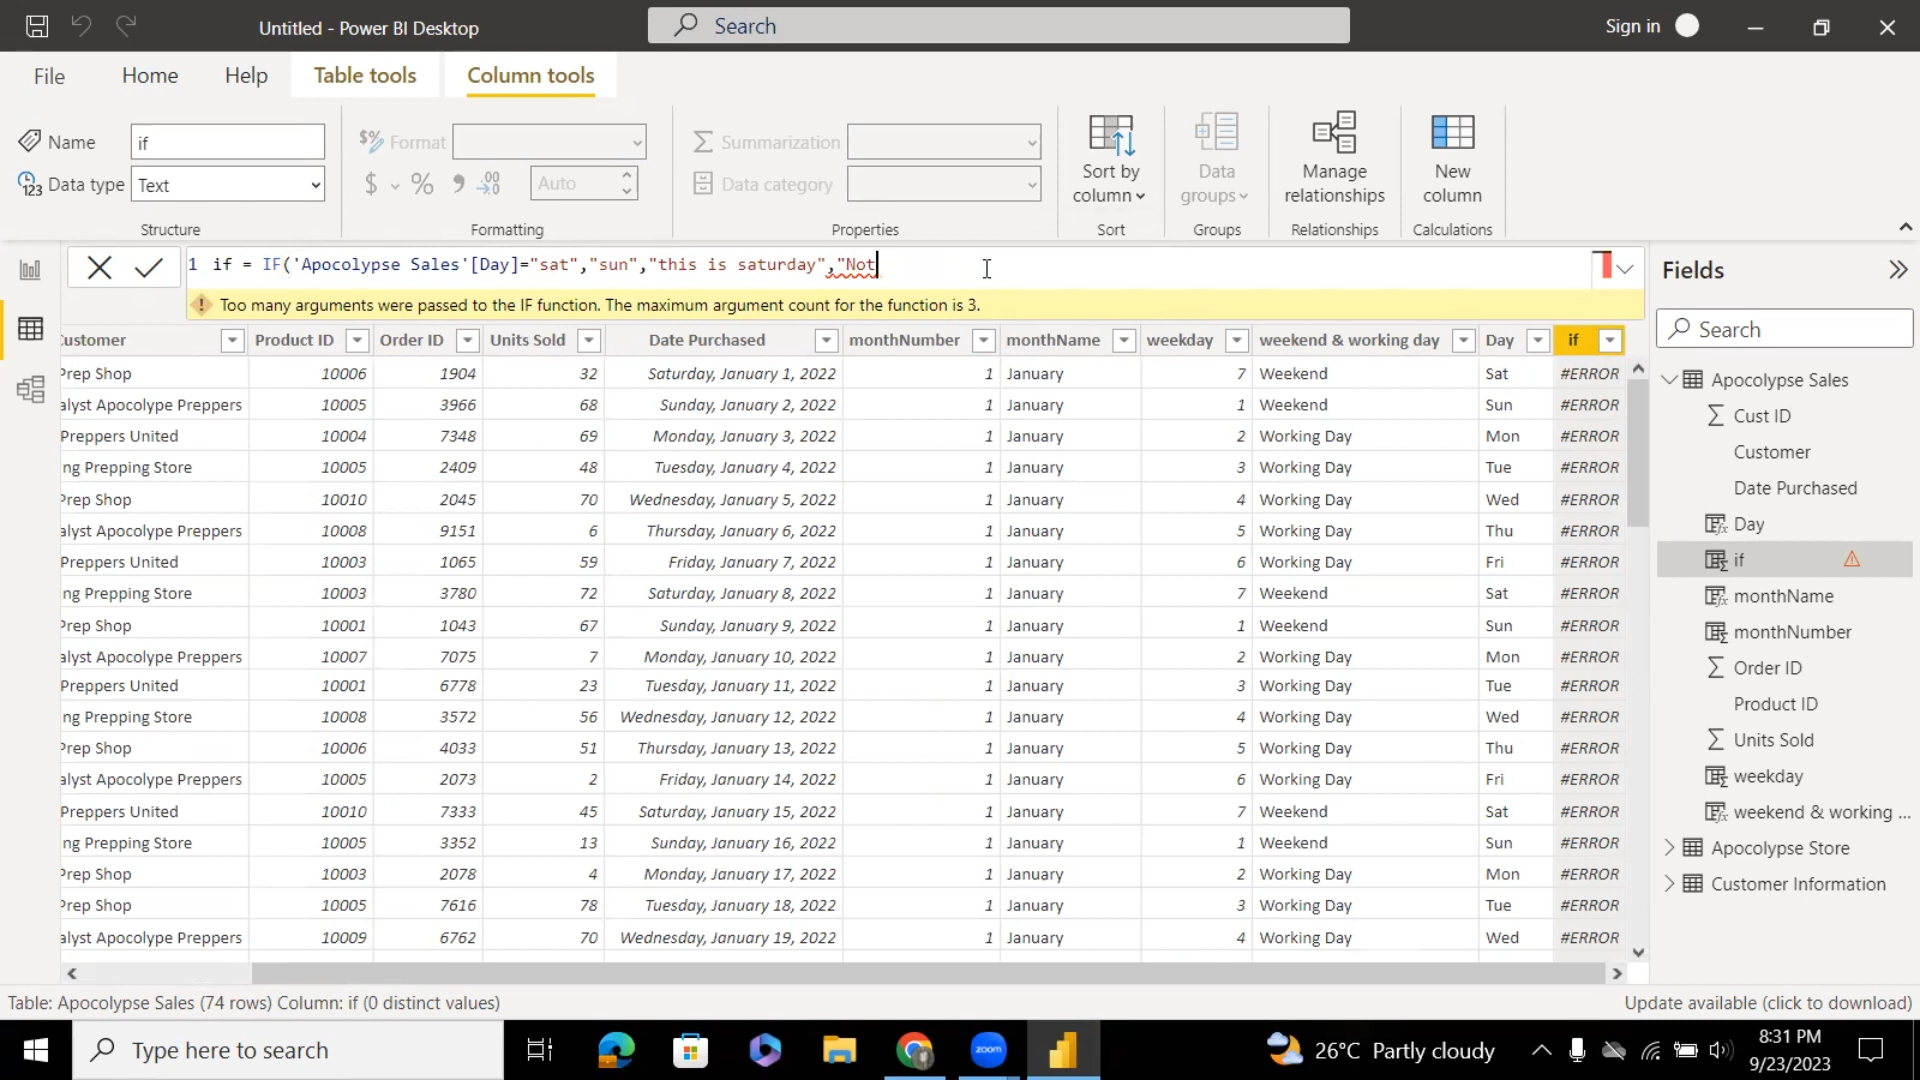 Untitled - Power BI Desktop
Search
Sign in
File
Home
Help
Table tools
Column tools
Name
if
Data type
Text
Structure
Format
$
%
Auto
Formatting
Summarization
Data category
Properties
Sort by
column
Sort
Data
groups
Groups
Manage
relationships
Relationships
New
column
Calculations
1 if = IF('Apocolypse Sales'[Day]="sat","sun","this is saturday","Not
Too many arguments were passed to the IF function. The maximum argument count for the function is 3.
ustomer Product ID Order ID Units Sold Date Purchased monthNumber monthName weekday weekend & working day Day if
Prep Shop 10006 1904 32 Saturday, January 1, 2022 1 January 7 Weekend Sat #ERROR
alyst Apocolype Preppers 10005 3966 68 Sunday, January 2, 2022 1 January 1 Weekend Sun #ERROR
Preppers United 10004 7348 69 Monday, January 3, 2022 1 January 2 Working Day Mon #ERROR
ng Prepping Store 10005 2409 48 Tuesday, January 4, 2022 1 January 3 Working Day Tue #ERROR
Prep Shop 10010 2045 70 Wednesday, January 5, 2022 1 January 4 Working Day Wed #ERROR
alyst Apocolype Preppers 10008 9151 6 Thursday, January 6, 2022 1 January 5 Working Day Thu #ERROR
Preppers United 10003 1065 59 Friday, January 7, 2022 1 January 6 Working Day Fri #ERROR
ng Prepping Store 10003 3780 72 Saturday, January 8, 2022 1 January 7 Weekend Sat #ERROR
Prep Shop 10001 1043 67 Sunday, January 9, 2022 1 January 1 Weekend Sun #ERROR
alyst Apocolype Preppers 10007 7075 7 Monday, January 10, 2022 1 January 2 Working Day Mon #ERROR
Preppers United 10001 6778 23 Tuesday, January 11, 2022 1 January 3 Working Day Tue #ERROR
ng Prepping Store 10008 3572 56 Wednesday, January 12, 2022 1 January 4 Working Day Wed #ERROR
Prep Shop 10006 4033 51 Thursday, January 13, 2022 1 January 5 Working Day Thu #ERROR
alyst Apocolype Preppers 10005 2073 2 Friday, January 14, 2022 1 January 6 Working Day Fri #ERROR
Preppers United 10010 7333 45 Saturday, January 15, 2022 1 January 7 Weekend Sat #ERROR
ng Prepping Store 10005 3352 13 Sunday, January 16, 2022 1 January 1 Weekend Sun #ERROR
Prep Shop 10003 2078 4 Monday, January 17, 2022 1 January 2 Working Day Mon #ERROR
Prep Shop 10005 7616 78 Tuesday, January 18, 2022 1 January 3 Working Day Tue #ERROR
alyst Apocolype Preppers 10009 6762 70 Wednesday, January 19, 2022 1 January 4 Working Day Wed #ERROR
Fields
Search
Apocolypse Sales
Cust ID
Customer
Date Purchased
Day
if
monthName
monthNumber
Order ID
Product ID
Units Sold
weekday
weekend & working ...
Apocolypse Store
Customer Information
Table: Apocolypse Sales (74 rows) Column: if (0 distinct values)
Update available (click to download)
Type here to search
zoom
26°C Partly cloudy
8:31 PM
9/23/2023